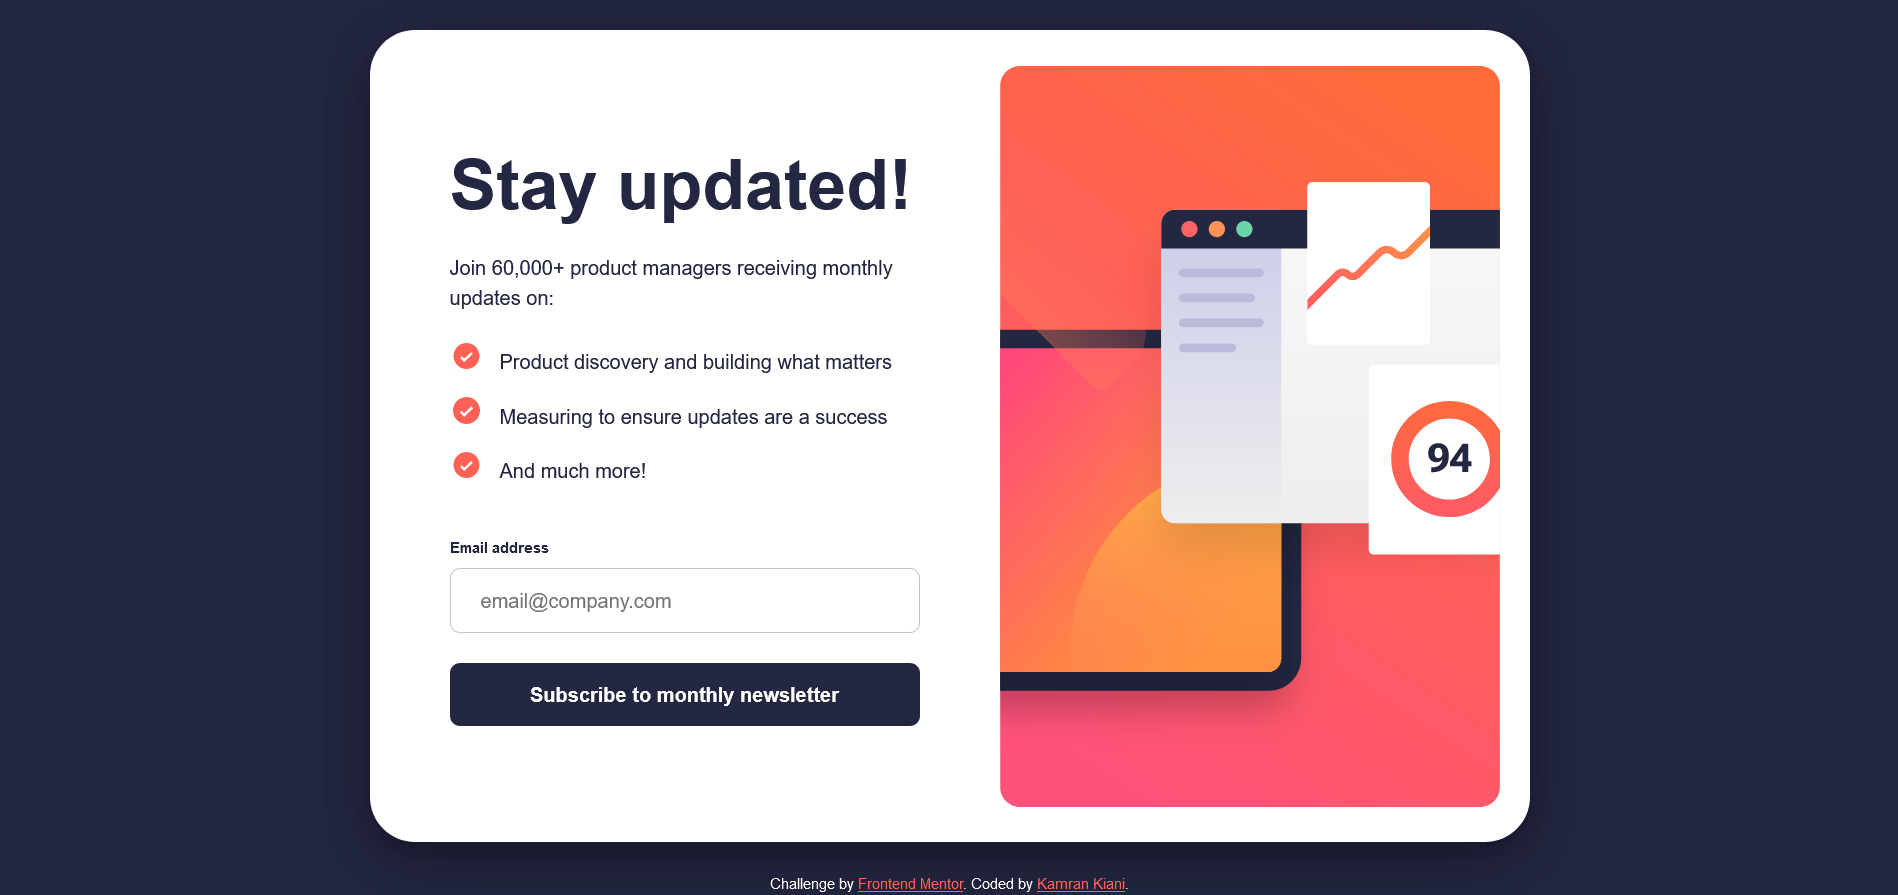 Stay updated!
Join 60,000+ product managers receiving monthly
updates on:
Product discovery and building what matters
Measuring to ensure updates are a success
And much more!
Email address
email@company.com
Subscribe to monthly newsletter
94
Challenge by Frontend Mentor. Coded by Kamran Kiani.